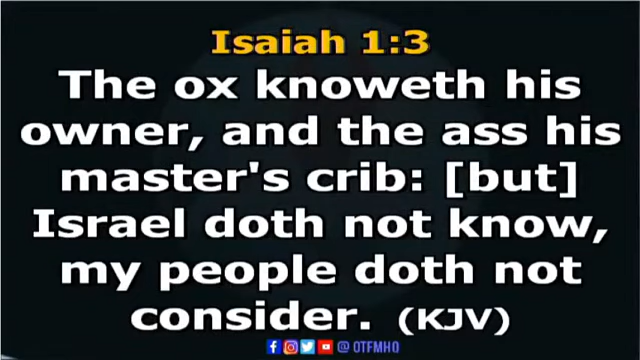 Isaiah 1:3
The ox knoweth his
owner, and the ass his
master's crib: [but]
Israel doth not know,
my people doth not
consider. (KJV)
@ OTFMHO